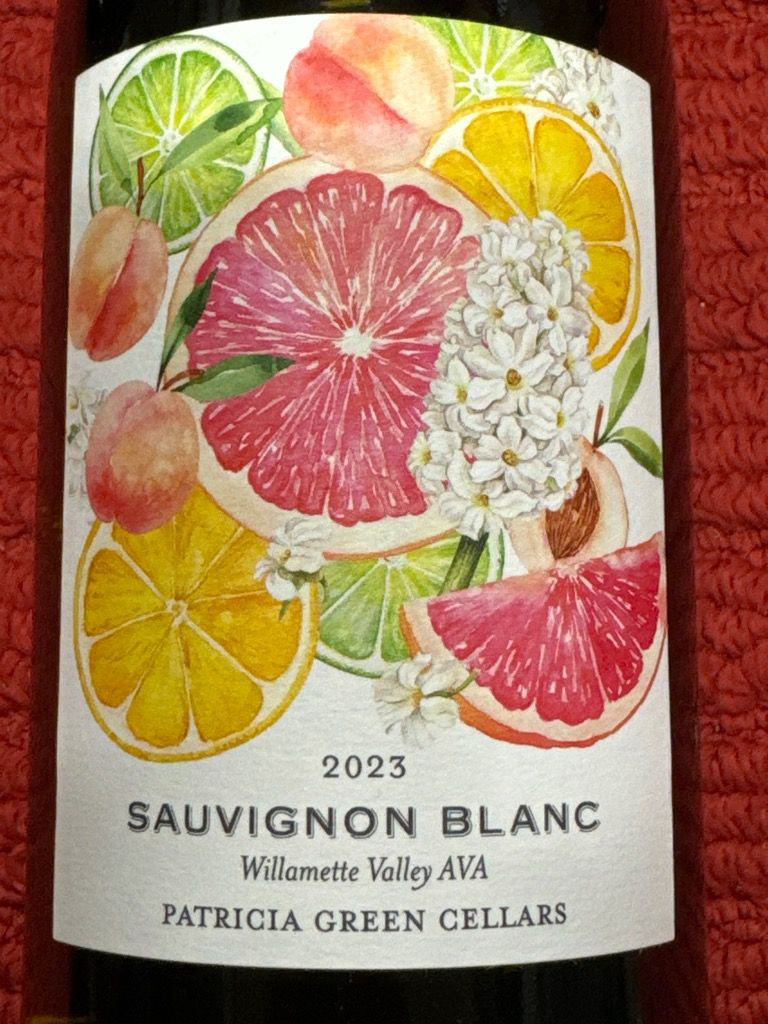 2023
SAUVIGNON BLANC
Willamette Valley AVA
PATRICIA GREEN CELLARS